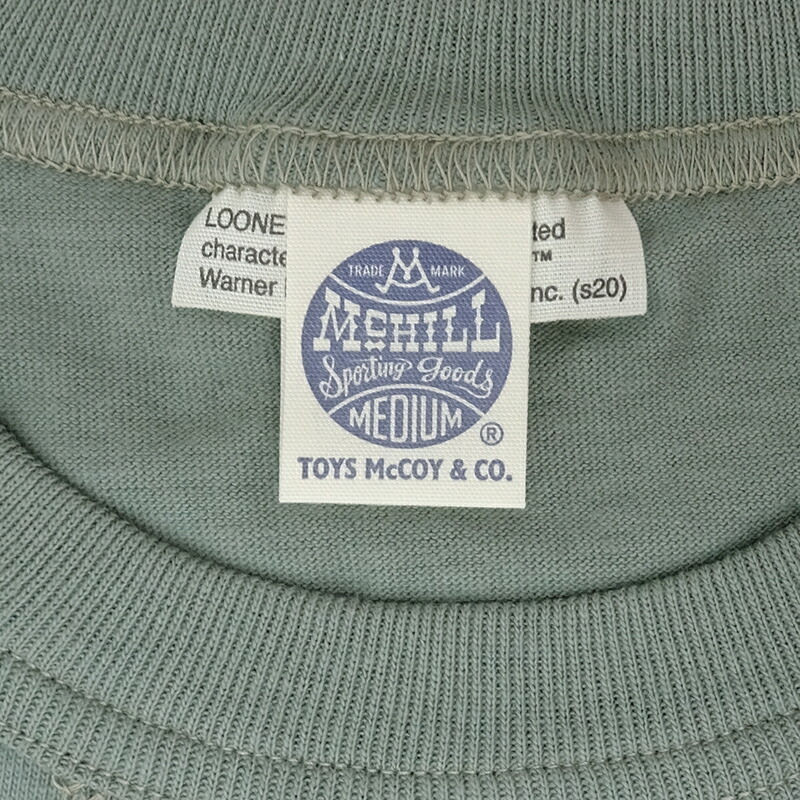 LOONE ted
characte ™
Warner nc. (s20)
TRADE M MARK
McHILL
Sporting Goods
MEDIUM
®
TOYS McCOY & CO.